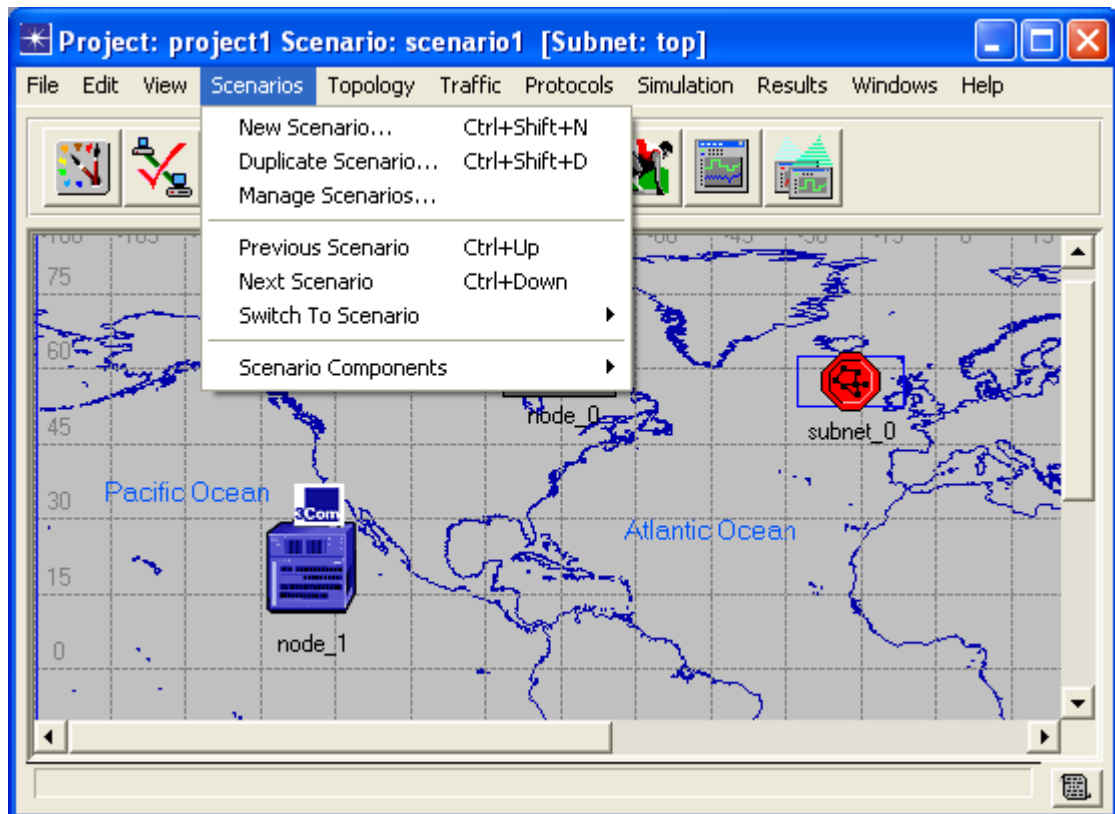 Project: project1 Scenario: scenario1 [Subnet: top]
File Edit View Scenarios Topology Traffic Protocols Simulation Results Windows Help
New Scenario... Ctrl+Shift+N
Duplicate Scenario... Ctrl+Shift+D
Manage Scenarios...
Previous Scenario Ctrl+Up
Next Scenario Ctrl+Down
Switch To Scenario
Scenario Components
75
60
45
30
15
0
node_0
subnet_0
Pacific Ocean
3Com
Atlantic Ocean
node_1